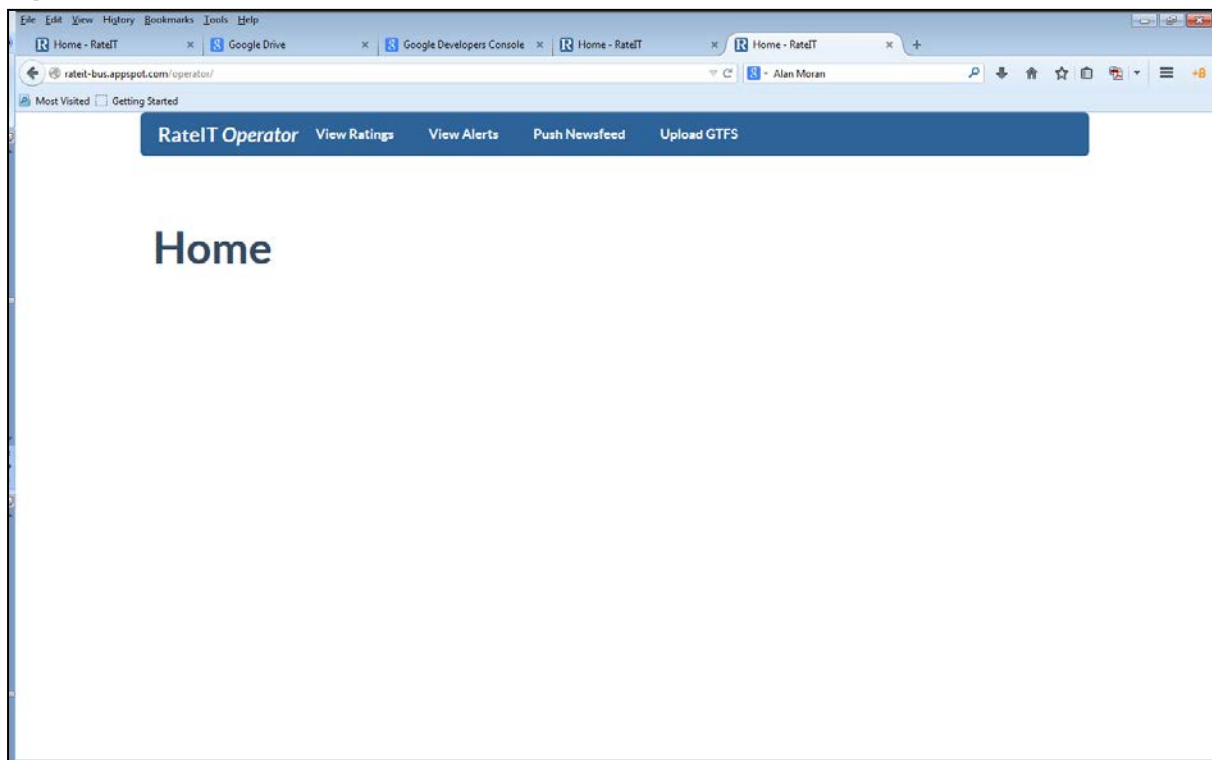 File Edit View History Bookmarks Tools Help
Home - RateIT × Google Drive × Google Developers Console × Home - RateIT × Home - RateIT × +
rateit-bus.appspot.com/operator/ 8 - Alan Moran +8
Most Visited Getting Started
RateIT Operator View Ratings View Alerts Push Newsfeed Upload GTFS
Home